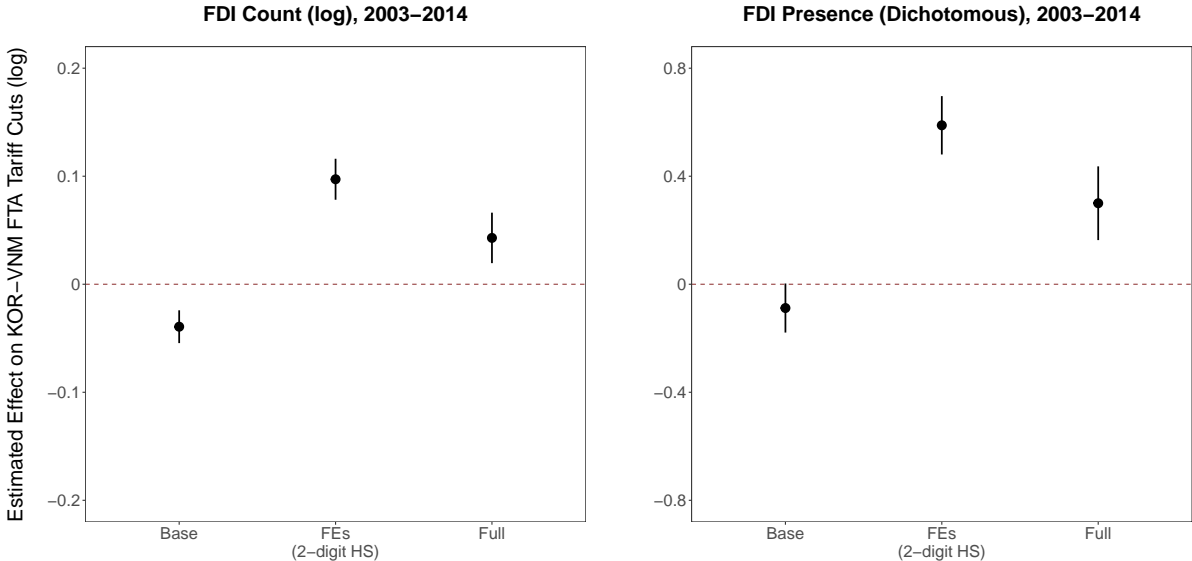 FDI Count (log), 2003−2014
Estimated Effect on KOR−VNM FTA Tariff Cuts (log)
0.2
0.1
0
−0.1
−0.2
Base
FEs
(2−digit HS)
Full
FDI Presence (Dichotomous), 2003−2014
0.8
0.4
0
−0.4
−0.8
Base
FEs
(2−digit HS)
Full